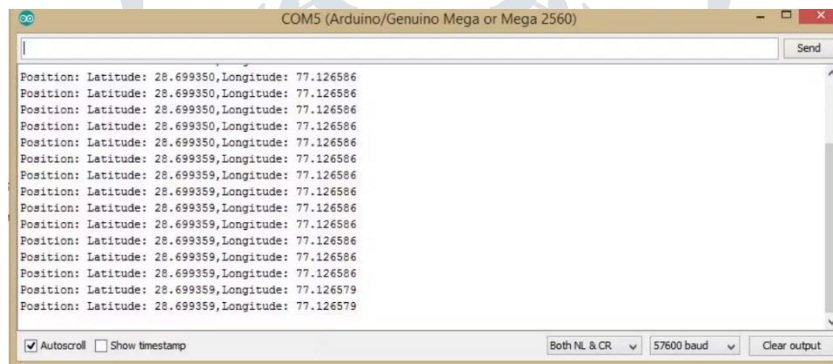 COM5 (Arduino/Genuino Mega or Mega 2560)
Send
Position: Latitude: 28.699350,Longitude: 77.126586
Position: Latitude: 28.699350,Longitude: 77.126586
Position: Latitude: 28.699350,Longitude: 77.126586
Position: Latitude: 28.699350,Longitude: 77.126586
Position: Latitude: 28.699350,Longitude: 77.126586
Position: Latitude: 28.699359,Longitude: 77.126586
Position: Latitude: 28.699359,Longitude: 77.126586
Position: Latitude: 28.699359,Longitude: 77.126586
Position: Latitude: 28.699359,Longitude: 77.126586
Position: Latitude: 28.699359,Longitude: 77.126586
Position: Latitude: 28.699359,Longitude: 77.126586
Position: Latitude: 28.699359,Longitude: 77.126586
Position: Latitude: 28.699359,Longitude: 77.126586
Position: Latitude: 28.699359,Longitude: 77.126579
Position: Latitude: 28.699359,Longitude: 77.126579
Autoscroll Show timestamp Both NL & CR 57600 baud Clear output